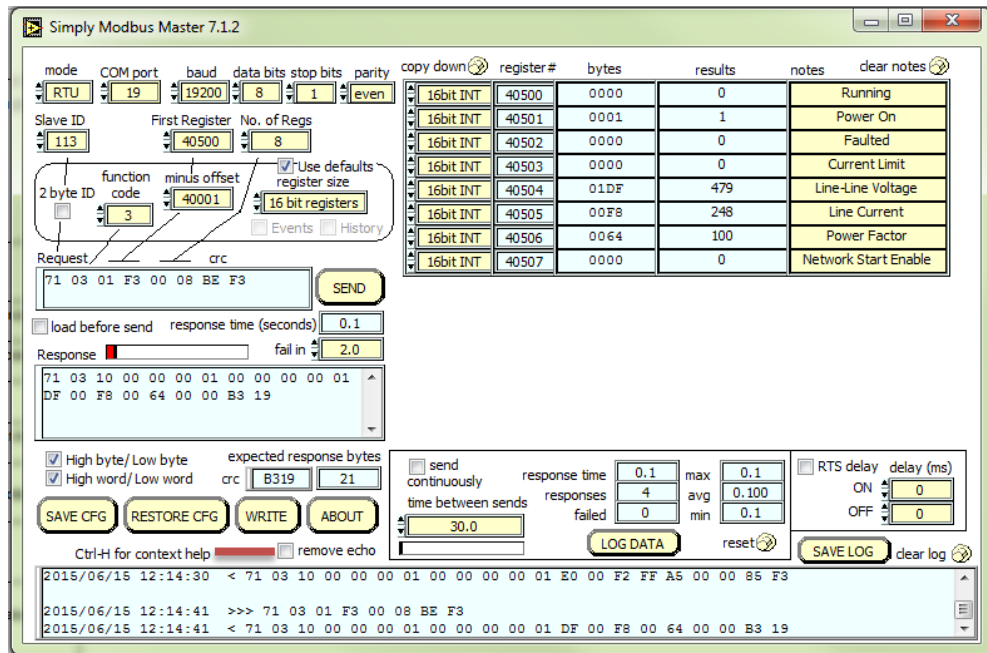 Simply Modbus Master 7.1.2
mode COM port baud data bits stop bits parity
RTU 19 19200 8 1 even
Slave ID First Register No. of Regs
113 40500 8
Use defaults
2 byte ID function code minus offset register size
3 40001 16 bit registers
Events History
Request crc
71 03 01 F3 00 08 BE F3
SEND
load before send response time (seconds) 0.1
Response fail in 2.0
71 03 10 00 00 00 01 00 00 00 00 01
DF 00 F8 00 64 00 00 B3 19
copy down register # bytes results notes clear notes
16bit INT 40500 0000 0 Running
16bit INT 40501 0001 1 Power On
16bit INT 40502 0000 0 Faulted
16bit INT 40503 0000 0 Current Limit
16bit INT 40504 01DF 479 Line-Line Voltage
16bit INT 40505 00F8 248 Line Current
16bit INT 40506 0064 100 Power Factor
16bit INT 40507 0000 0 Network Start Enable
High byte/Low byte expected response bytes
High word/Low word crc B319 21
SAVE CFG RESTORE CFG WRITE ABOUT
Ctrl-H for context help remove echo
send continuously
time between sends
30.0
response time 0.1 max 0.1
responses 4 avg 0.100
failed 0 min 0.1
LOG DATA reset
RTS delay delay (ms)
ON 0
OFF 0
SAVE LOG clear log
2015/06/15 12:14:30 < 71 03 10 00 00 00 01 00 00 00 00 01 E0 00 F2 FF A5 00 00 85 F3
2015/06/15 12:14:41 >>> 71 03 01 F3 00 08 BE F3
2015/06/15 12:14:41 < 71 03 10 00 00 00 01 00 00 00 00 01 DF 00 F8 00 64 00 00 B3 19